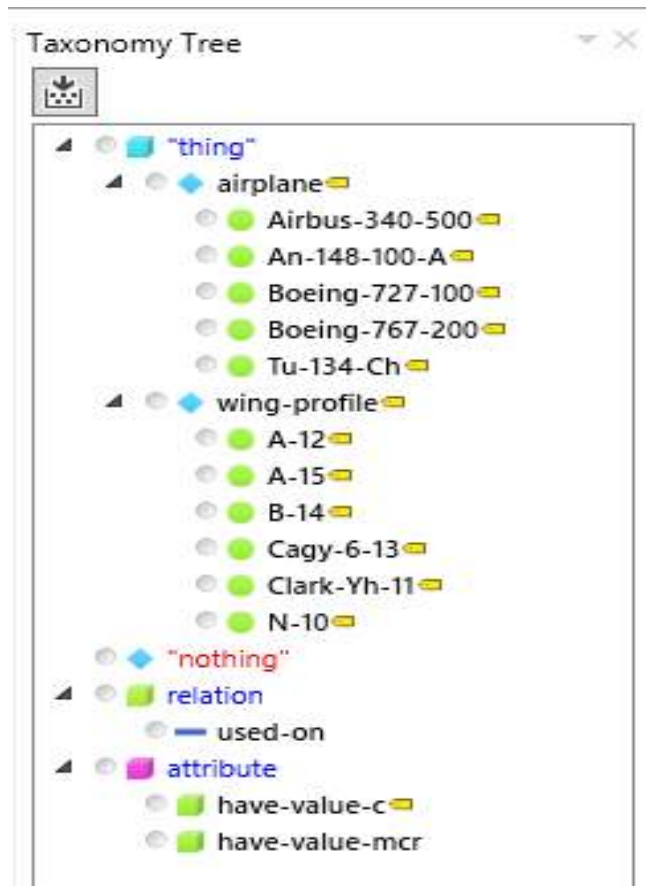 Taxonomy Tree
"thing"
airplane
Airbus-340-500
An-148-100-A
Boeing-727-100
Boeing-767-200
Tu-134-Ch
wing-profile
A-12
A-15
B-14
Cagy-6-13
Clark-Yh-11
N-10
"nothing"
relation
used-on
attribute
have-value-c
have-value-mcr